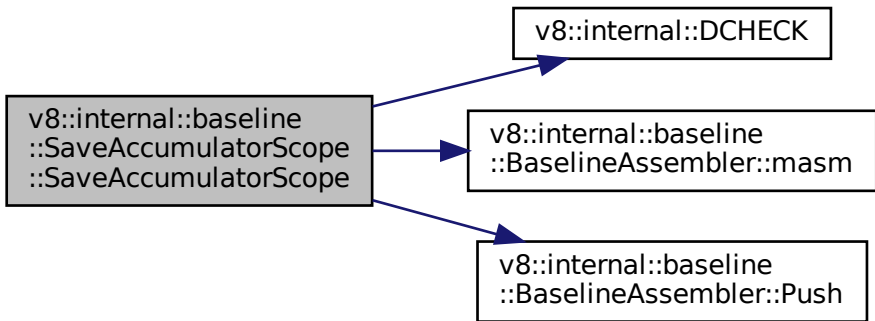 v8::internal::baseline
::SaveAccumulatorScope
::SaveAccumulatorScope
v8::internal::DCHECK
v8::internal::baseline
::BaselineAssembler::masm
v8::internal::baseline
::BaselineAssembler::Push